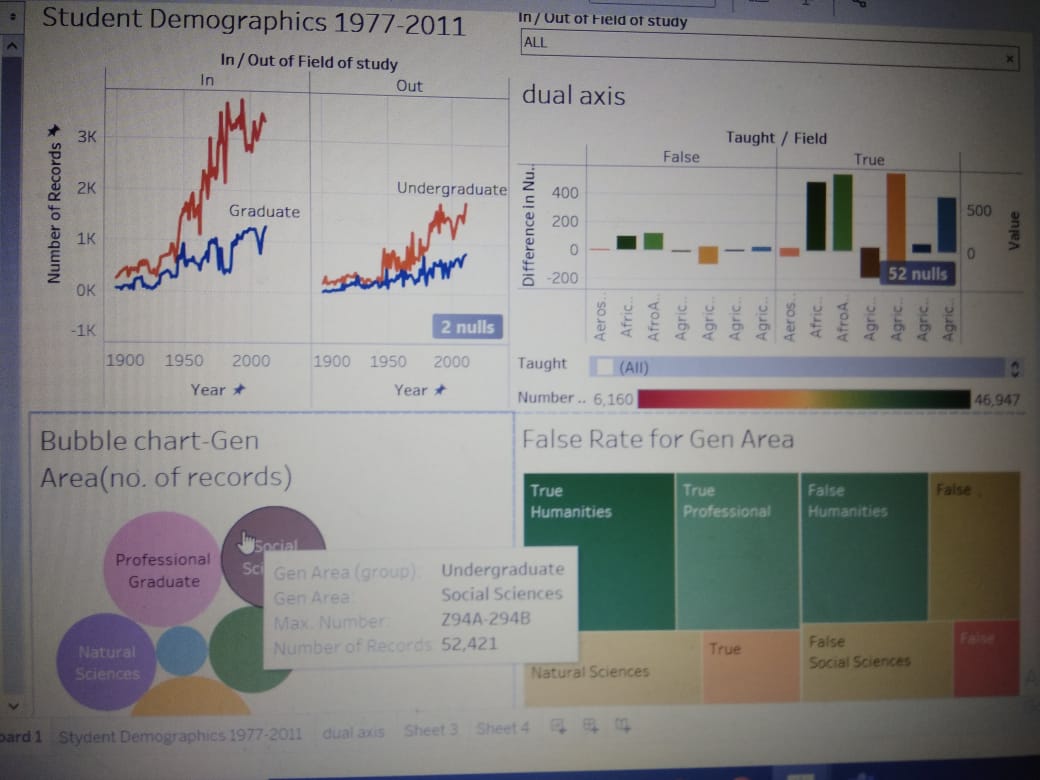 Student Demographics 1977-2011
In / Out of Field of study
In
Out
Number of Records
3K
2K
1K
0K
-1K
Graduate
Undergraduate
2 nulls
1900 1950 2000
1900 1950 2000
Year
Year
In / Out of Field of study
ALL
dual axis
Taught / Field
False
True
Difference in Nu..
400
200
0
-200
500
0
Value
52 nulls
Aeros..
Afric..
AfroA..
Agric..
Agric..
Agric..
Agric..
Aeros..
Afric..
AfroA..
Agric..
Agric..
Agric..
Agric..
Taught
(All)
Number .. 6,160
46,947
Bubble chart-Gen
Area(no. of records)
Professional
Graduate
Social
Sci
Natural
Sciences
Gen Area (group): Undergraduate
Gen Area: Social Sciences
Max. Number: Z94A-294B
Number of Records: 52,421
False Rate for Gen Area
True
Humanities
True
Professional
False
Humanities
False
Natural Sciences
True
False
Social Sciences
False
oard 1 Stydent Demographics 1977-2011 dual axis Sheet 3 Sheet 4